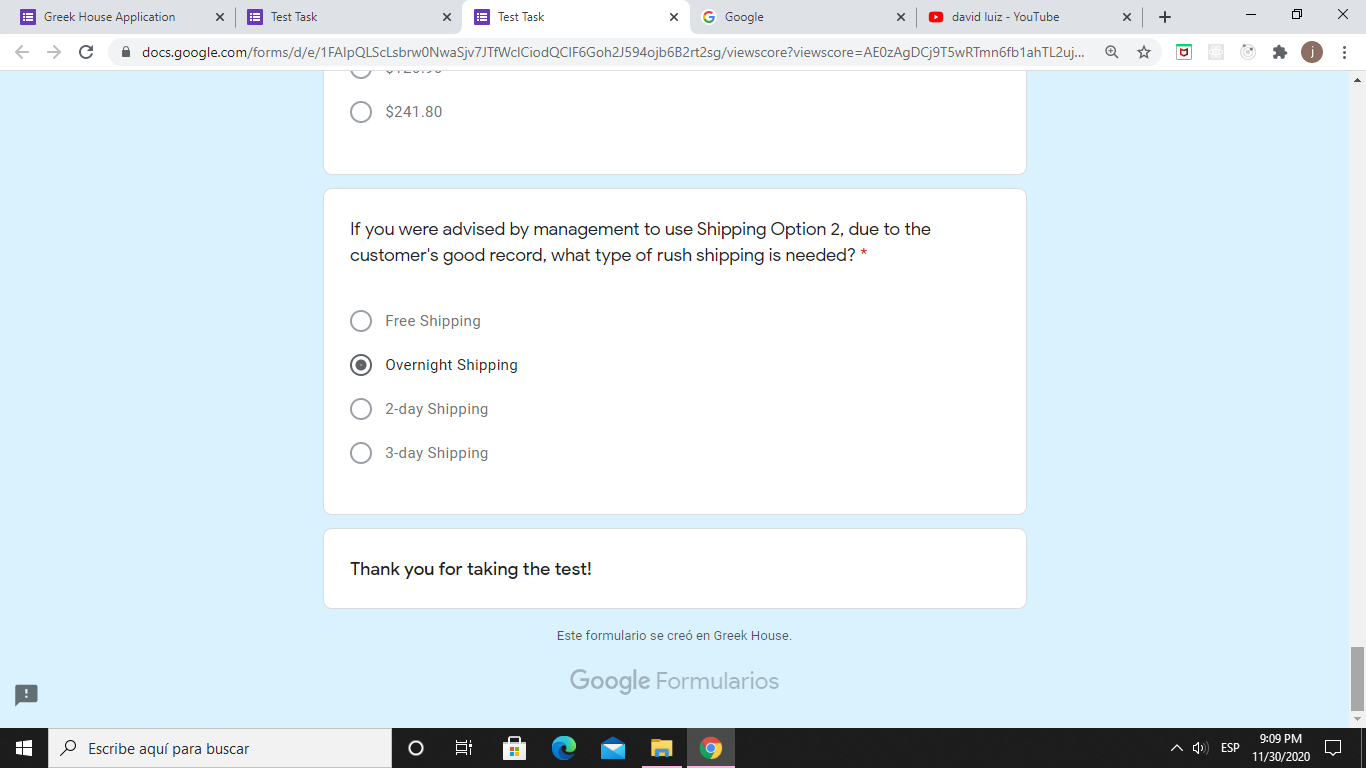 Greek House Application
Test Task
Test Task
Google
david luiz - YouTube
docs.google.com/forms/d/e/1FAIpQLScLsbrw0NwaSjv7JTfWclCiodQCIF6Goh2J594ojb6B2rt2sg/viewscore?viewscore=AE0zAgDCj9T5wRTmn6fb1ahTL2uj...
j
$241.80
If you were advised by management to use Shipping Option 2, due to the
customer's good record, what type of rush shipping is needed? *
Free Shipping
Overnight Shipping
2-day Shipping
3-day Shipping
Thank you for taking the test!
Este formulario se creó en Greek House.
Google Formularios
Escribe aquí para buscar
ESP
9:09 PM
11/30/2020